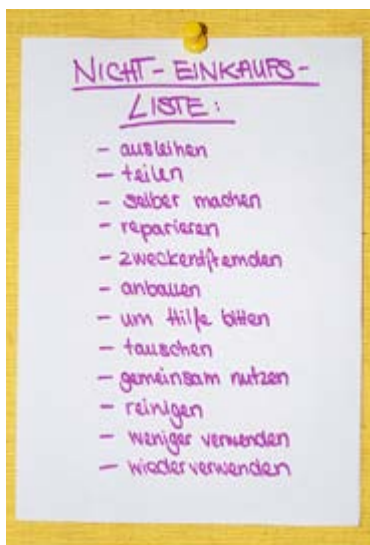 NICHT-EINKAUFS-
LISTE:
- ausleihen
- teilen
- selber machen
- reparieren
- zweckentfremden
- anbauen
- um Hilfe bitten
- tauschen
- gemeinsam nutzen
- reinigen
- weniger verwenden
- wiederverwenden